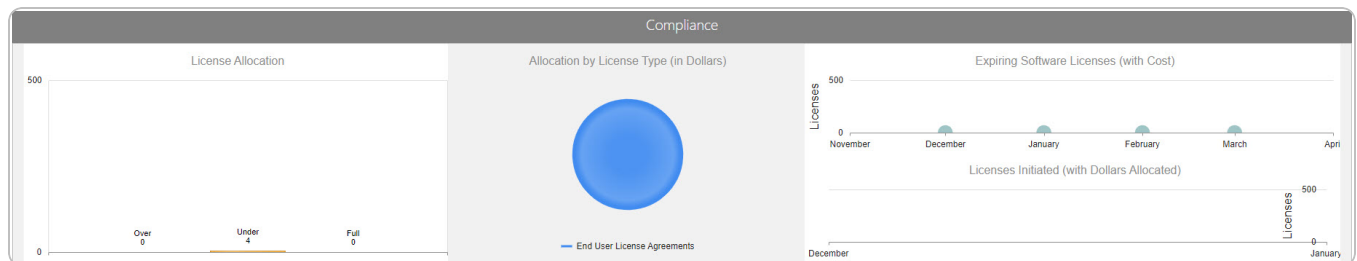 Compliance
License Allocation
500
Over
0
Under
4
Full
0
0
Allocation by License Type (in Dollars)
End User License Agreements
Expiring Software Licenses (with Cost)
500
Licenses
0
November December January February March Apri
Licenses Initiated (with Dollars Allocated)
500
Licenses
0
December January